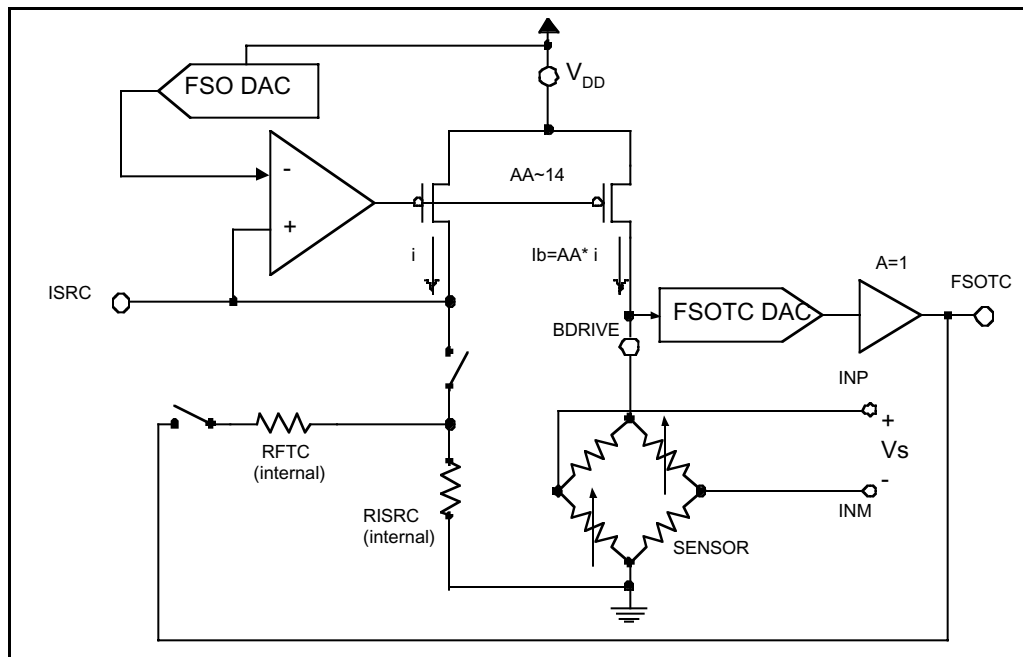 FSO DAC
V_DD
-
+
AA~14
i
Ib=AA* i
A=1
FSOTC
ISRC
FSOTC DAC
BDRIVE
INP
+
Vs
-
INM
RFTC
(internal)
RISRC
(internal)
SENSOR